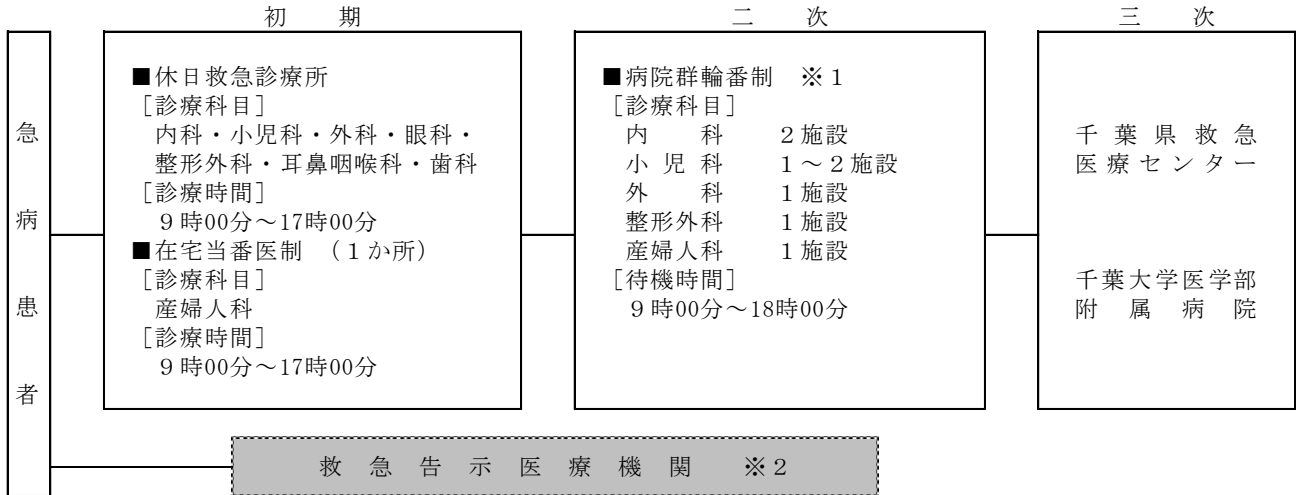 初　期
二　次
三　次
急病患者
■休日救急診療所
［診療科目］
内科・小児科・外科・眼科・
整形外科・耳鼻咽喉科・歯科
［診療時間］
９時00分～17時00分
■在宅当番医制　（１か所）
［診療科目］
産婦人科
［診療時間］
９時00分～17時00分
■病院群輪番制　※１
［診療科目］
内　　科　　２施設
小 児 科　　１～２施設
外　　科　　１施設
整形外科　　１施設
産婦人科　　１施設
［待機時間］
９時00分～18時00分
千葉県救急
医療センター
千葉大学医学部
附属病院
救急告示医療機関　※２